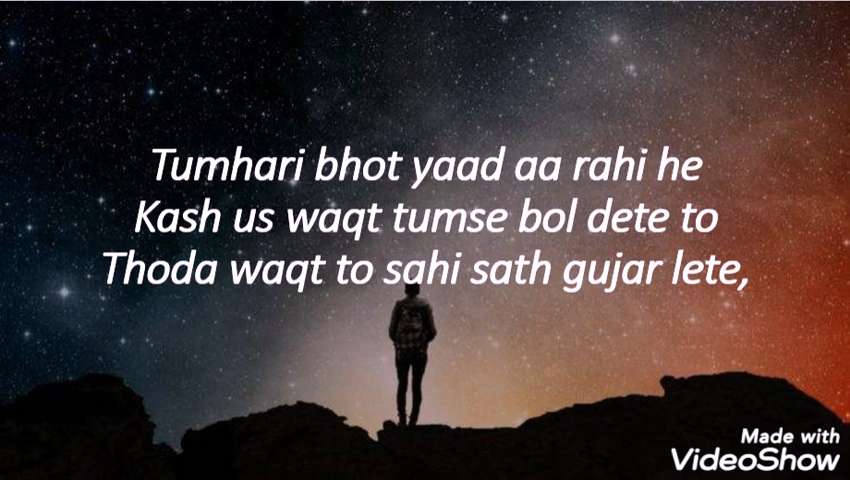 Tumhari bhot yaad aa rahi he
Kash us waqt tumse bol dete to
Thoda waqt to sahi sath gujar lete,
Made with
VideoShow